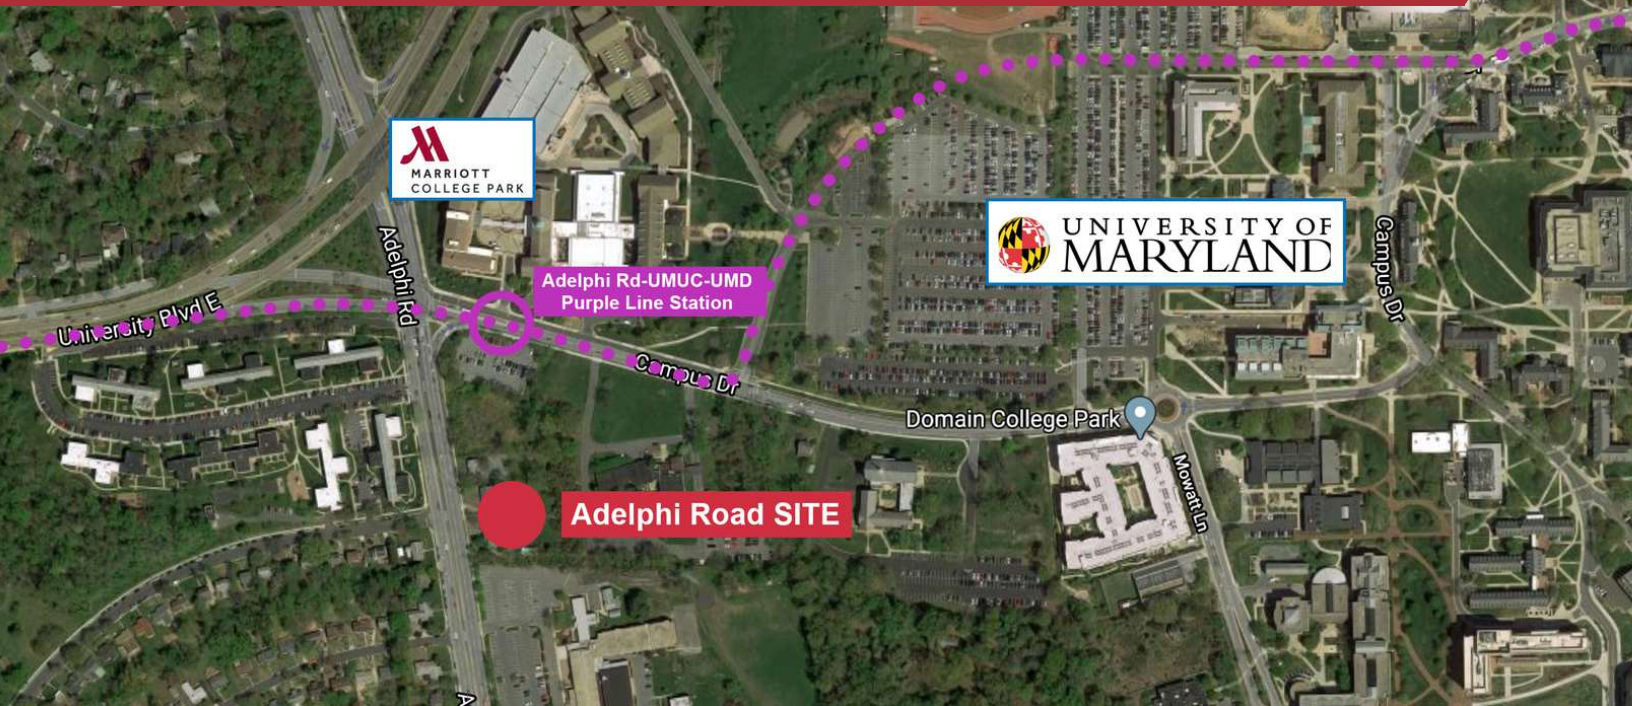 MARRIOTT
COLLEGE PARK
UNIVERSITY OF
MARYLAND
Campus Dr
Adelphi Rd
Adelphi Rd-UMUC-UMD
Purple Line Station
University Blvd E
Campus Dr
Domain College Park
Mowatt Ln
Adelphi Road SITE